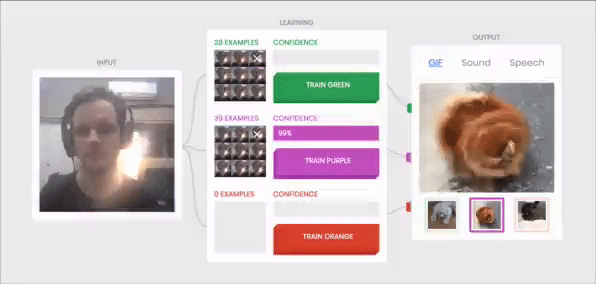 LEARNING
INPUT
OUTPUT
28 EXAMPLES CONFIDENCE
TRAIN GREEN
39 EXAMPLES CONFIDENCE
99%
TRAIN PURPLE
0 EXAMPLES CONFIDENCE
TRAIN ORANGE
GIF Sound Speech